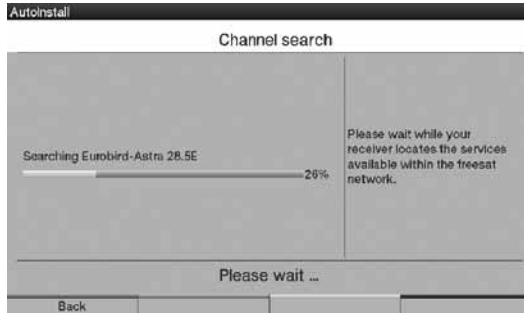 AutoInstall
Channel search
Searching Eurobird-Astra 28.5E
26%
Please wait while your
receiver locates the services
available within the freesat
network.
Please wait ...
Back